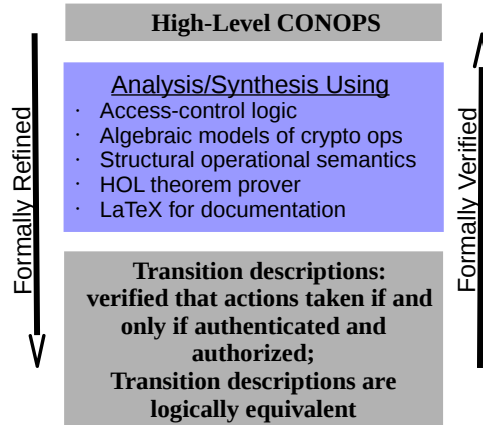 High-Level CONOPS
Analysis/Synthesis Using
· Access-control logic
· Algebraic models of crypto ops
· Structural operational semantics
· HOL theorem prover
· LaTeX for documentation
Transition descriptions:
verified that actions taken if and
only if authenticated and
authorized;
Transition descriptions are
logically equivalent
Formally Refined
Formally Verified